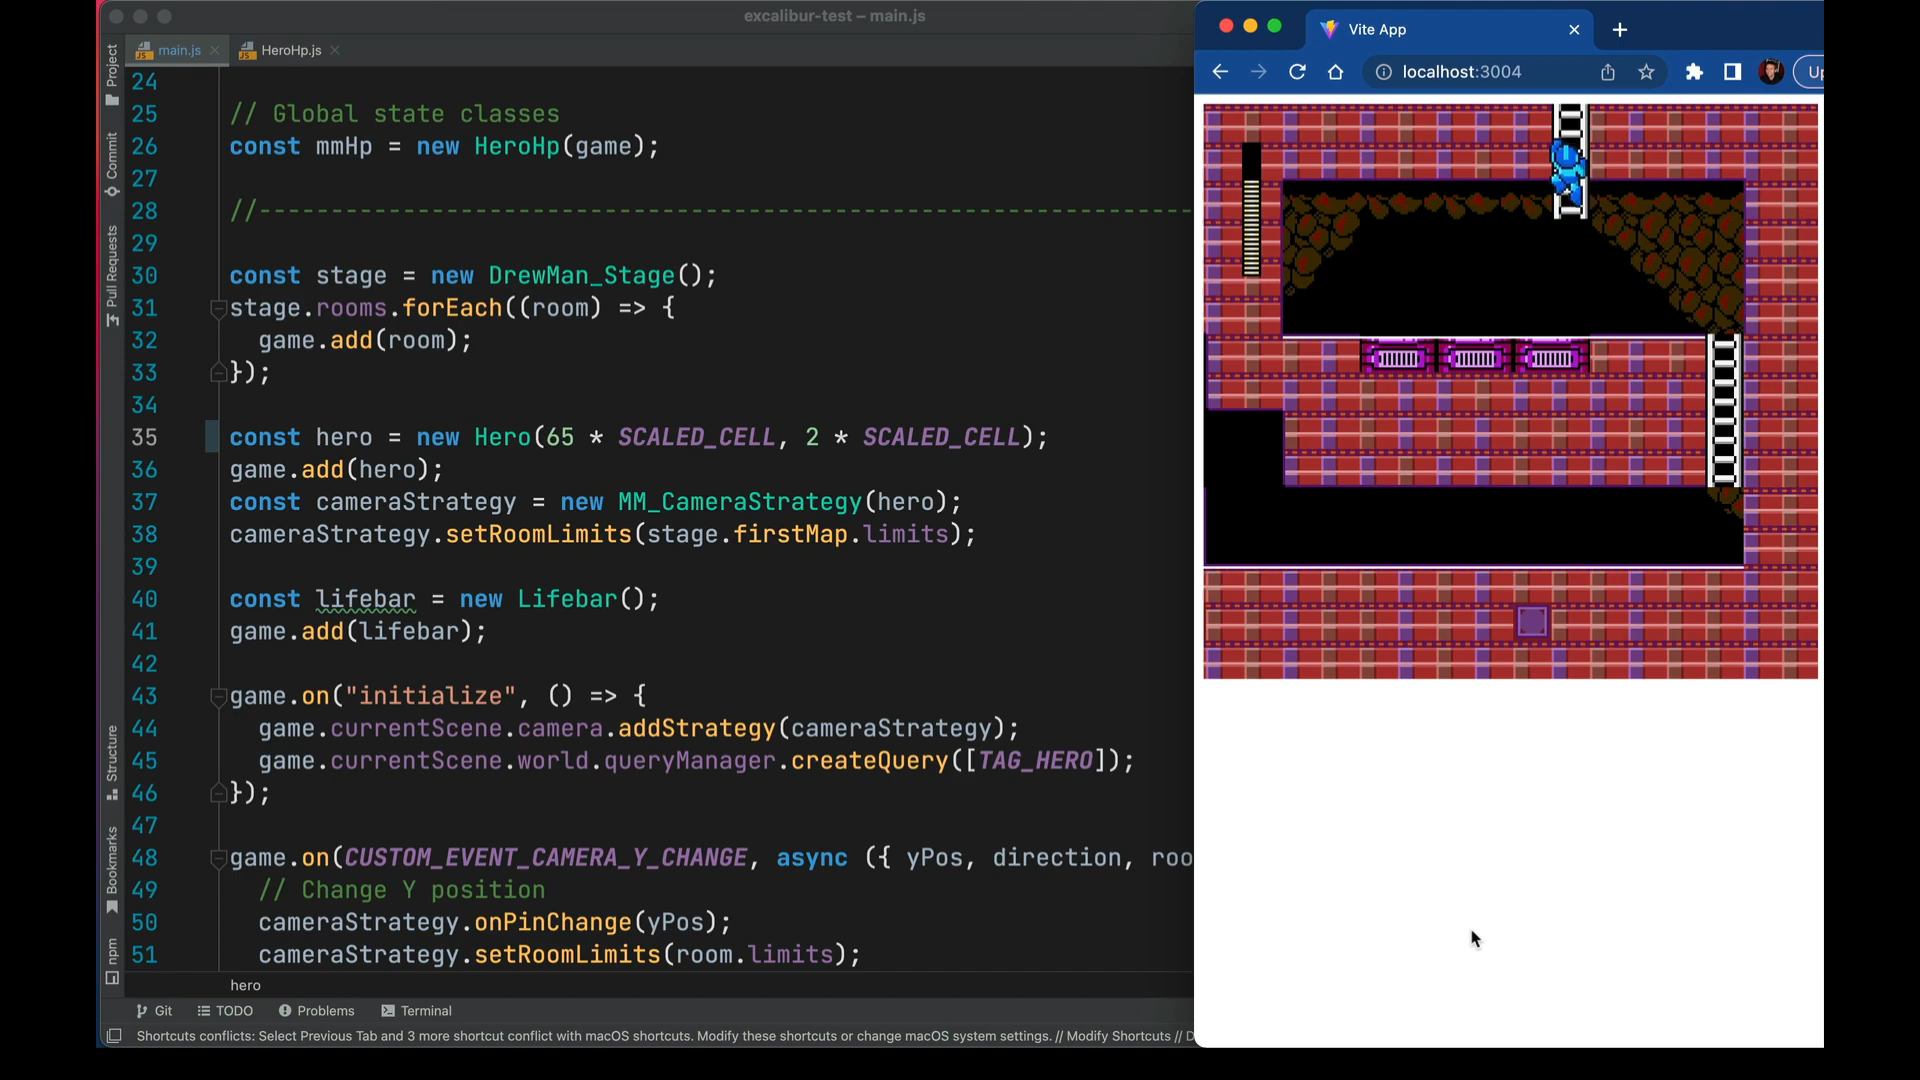 excalibur-test – main.js
main.js
HeroHp.js
Project
Commit
Pull Requests
Structure
Bookmarks
npm
24
25 // Global state classes
26 const mmHp = new HeroHp(game);
27
28 //-----------------------------------------------------------------
29
30 const stage = new DrewMan_Stage();
31 stage.rooms.forEach((room) => {
32 game.add(room);
33 });
34
35 const hero = new Hero(65 * SCALED_CELL, 2 * SCALED_CELL);
36 game.add(hero);
37 const cameraStrategy = new MM_CameraStrategy(hero);
38 cameraStrategy.setRoomLimits(stage.firstMap.limits);
39
40 const lifebar = new Lifebar();
41 game.add(lifebar);
42
43 game.on("initialize", () => {
44 game.currentScene.camera.addStrategy(cameraStrategy);
45 game.currentScene.world.queryManager.createQuery([TAG_HERO]);
46 });
47
48 game.on(CUSTOM_EVENT_CAMERA_Y_CHANGE, async ({ yPos, direction, roo
49 // Change Y position
50 cameraStrategy.onPinChange(yPos);
51 cameraStrategy.setRoomLimits(room.limits);
hero
Git TODO Problems Terminal
Shortcuts conflicts: Select Previous Tab and 3 more shortcut conflict with macOS shortcuts. Modify these shortcuts or change macOS system settings. // Modify Shortcuts // D
Vite App
localhost:3004
Up